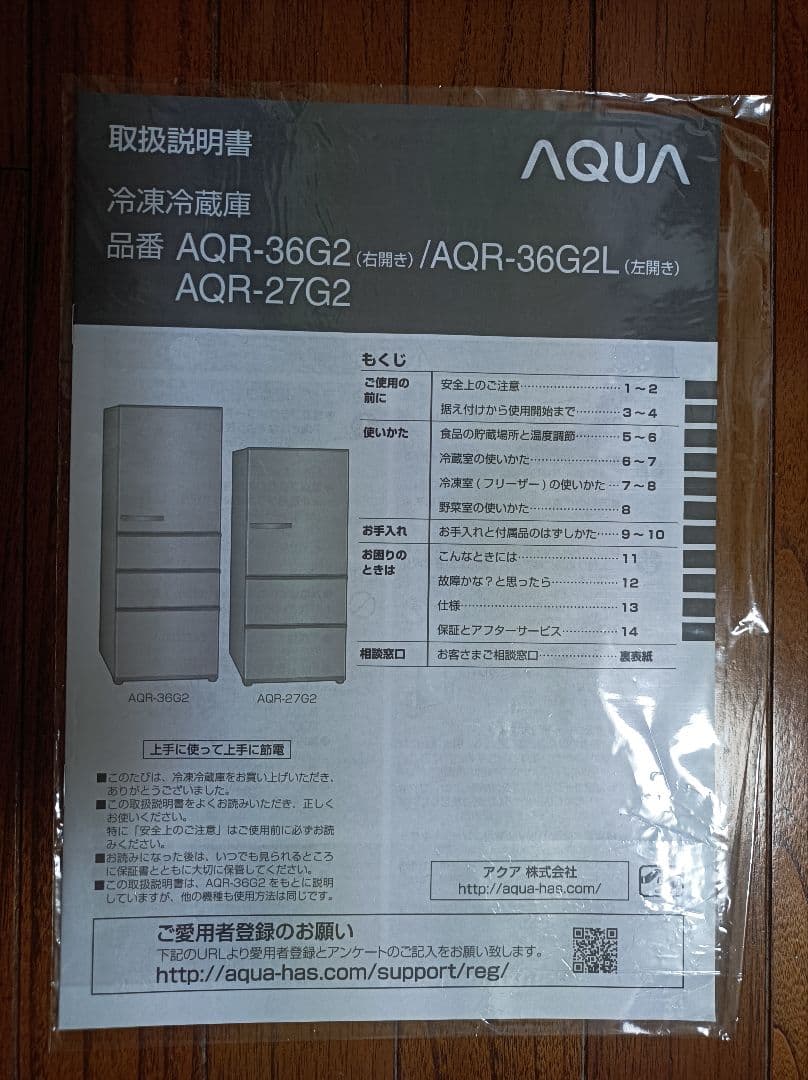 取扱説明書
AQUA
冷凍冷蔵庫
品番 AQR-36G2(右開き)/AQR-36G2L(左開き)
AQR-27G2
もくじ
ご使用の前に
安全上のご注意……………………1～2
据え付けから使用開始まで…………3～4
使いかた
食品の貯蔵場所と温度調節…………5～6
冷蔵室の使いかた……………………6～7
冷凍室(フリーザー)の使いかた…7～8
野菜室の使いかた……………………8
お手入れ
お手入れと付属品のはずしかた……9～10
お困りのときは
こんなときには………………………11
故障かな?と思ったら………………12
仕様……………………………………13
保証とアフターサービス……………14
相談窓口
お客さまご相談窓口…………………裏表紙
AQR-36G2
AQR-27G2
上手に使って上手に節電
■このたびは、冷凍冷蔵庫をお買い上げいただき、
ありがとうございました。
■この取扱説明書をよくお読みいただき、正しく
お使いください。
特に「安全上のご注意」はご使用前に必ずお読
みください。
■お読みになった後は、いつでも見られるところ
に保証書とともに大切に保管してください。
■この取扱説明書は、AQR-36G2をもとに説明
していますが、他の機種も使用方法は同じです。
アクア 株式会社
http://aqua-has.com/
ご愛用者登録のお願い
下記のURLより愛用者登録とアンケートのご記入をお願い致します。
http://aqua-has.com/support/reg/